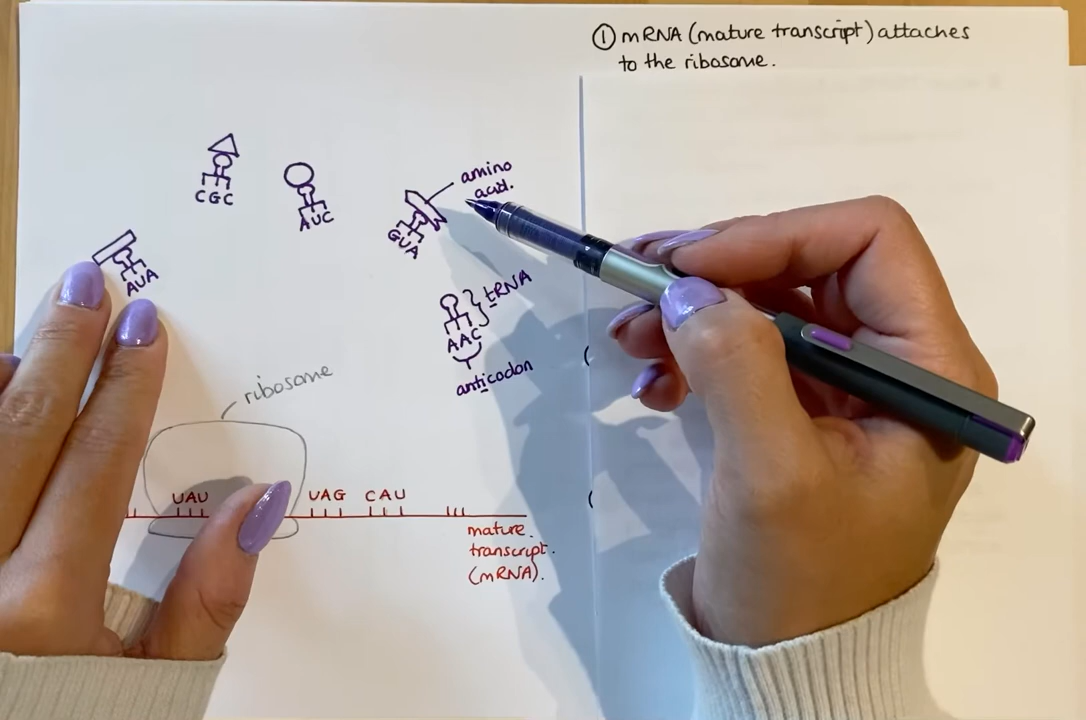 ① mRNA (mature transcript) attaches
to the ribosome.
CGC
AUC
amino
acid.
GUA
AUA
tRNA
AAC
anticodon
ribosome
UAU UAG CAU
mature
transcript.
(mRNA).